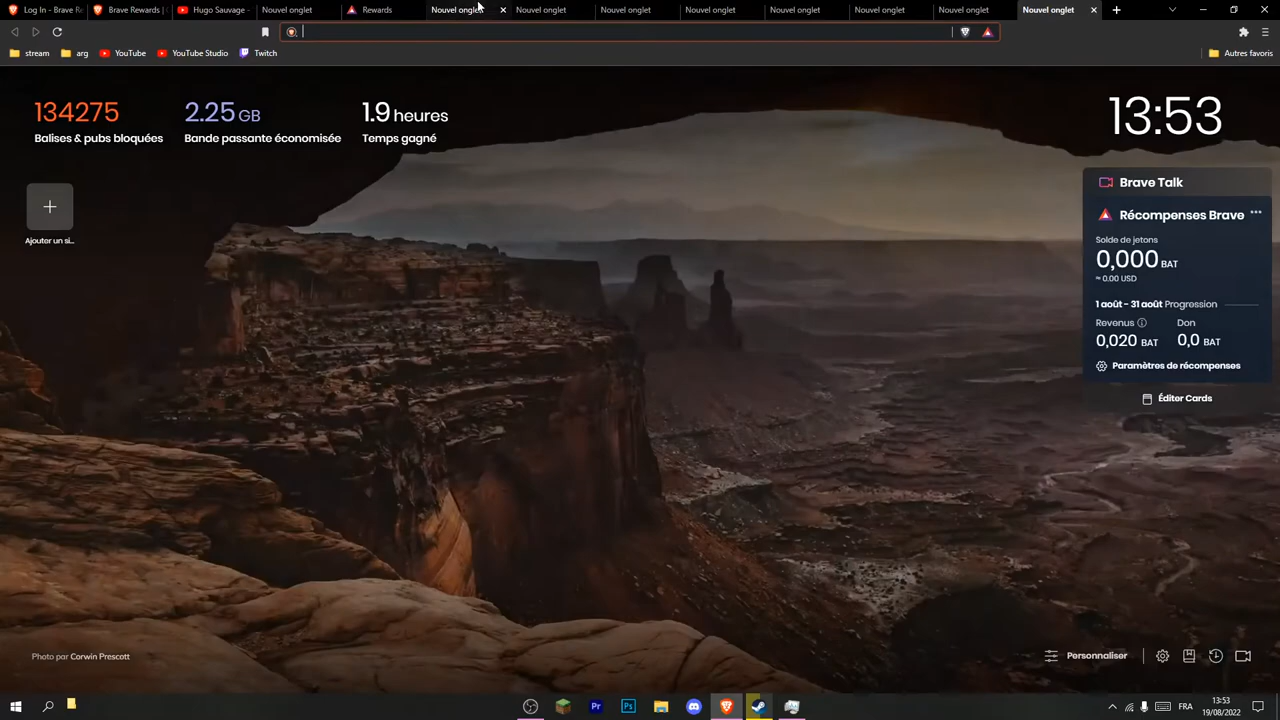 Log In - Brave Re
Brave Rewards | C
Hugo Sauvage -
Nouvel onglet
Rewards
Nouvel onglet
Nouvel onglet
Nouvel onglet
Nouvel onglet
Nouvel onglet
Nouvel onglet
Nouvel onglet
Nouvel onglet
stream
arg
YouTube
YouTube Studio
Twitch
Autres favoris
134275
Balises & pubs bloquées
2.25 GB
Bande passante économisée
1.9 heures
Temps gagné
13:53
Ajouter un si...
Brave Talk
Récompenses Brave
Solde de jetons
0,000 BAT
≈ 0.00 USD
1 août - 31 août Progression
Revenus
0,020 BAT
Don
0,0 BAT
Paramètres de récompenses
Éditer Cards
Photo par Corwin Prescott
Personnaliser
Pr
Ps
FRA
13:53
19/08/2022